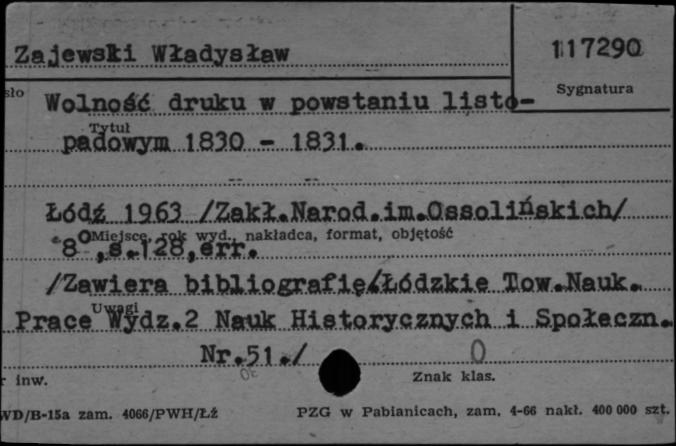 Zajewski Władysław
117290
Sygnatura
sło
Wolność druku w powstaniu listo-
Tytuł
padowym 1830 - 1831.
Łódź 1963 /Zakł.Narod.im.Ossolińskich/
Miejsce, rok wyd., nakładca, format, objętość
8°,s.128,err.
/Zawiera bibliografię/Łódzkie Tow.Nauk.
Uwagi
Prace Wydz.2 Nauk Historycznych i Społeczn.
Nr.51./
0
r inw.
Znak klas.
WD/B-15a zam. 4066/PWH/Łź
PZG w Pabianicach, zam. 4-66 nakł. 400 000 szt.